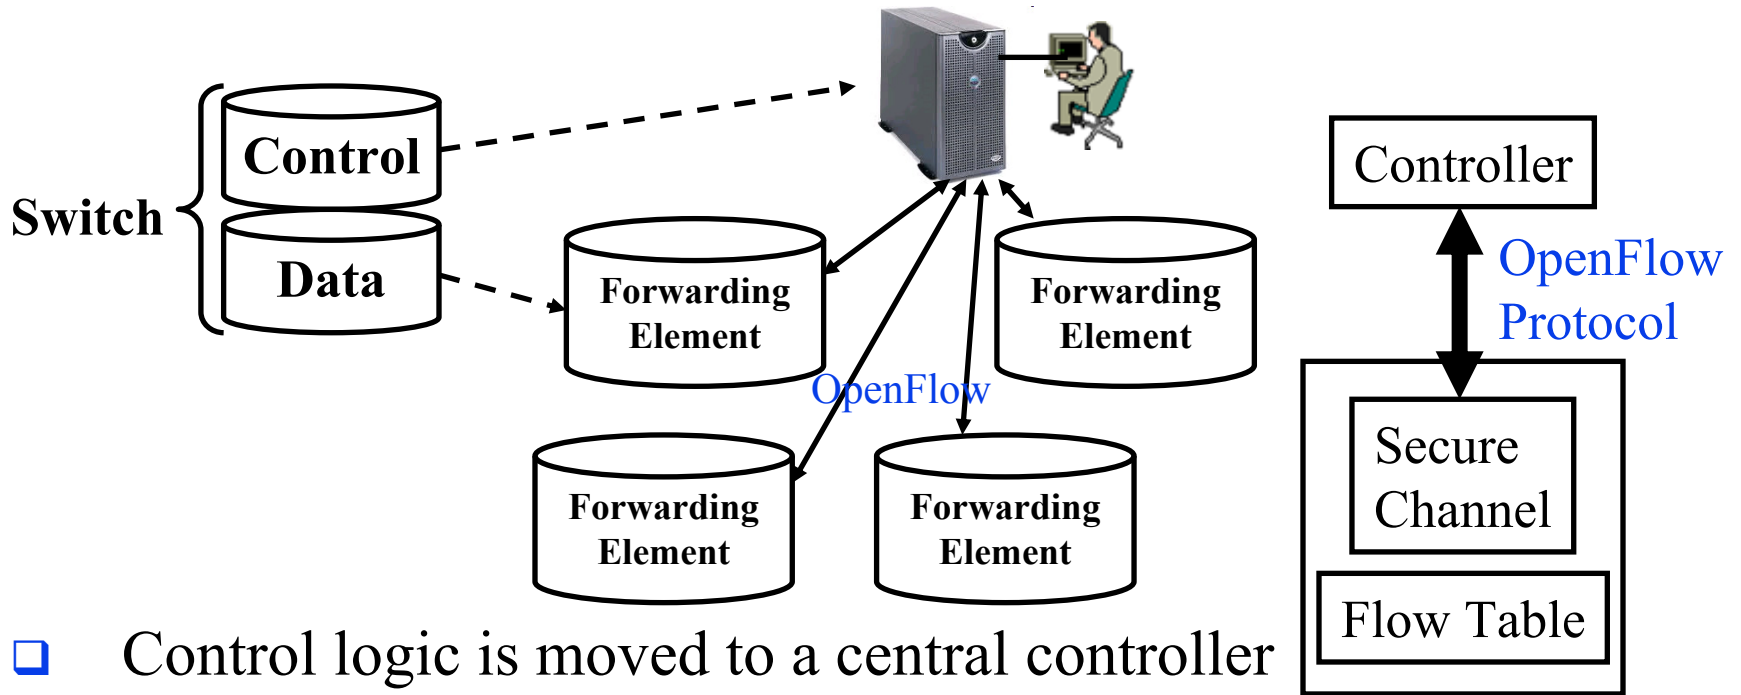 Control
Switch
Data
Forwarding
Element
Forwarding
Element
OpenFlow
Forwarding
Element
Forwarding
Element
Controller
OpenFlow
Protocol
Secure
Channel
Flow Table
Control logic is moved to a central controller